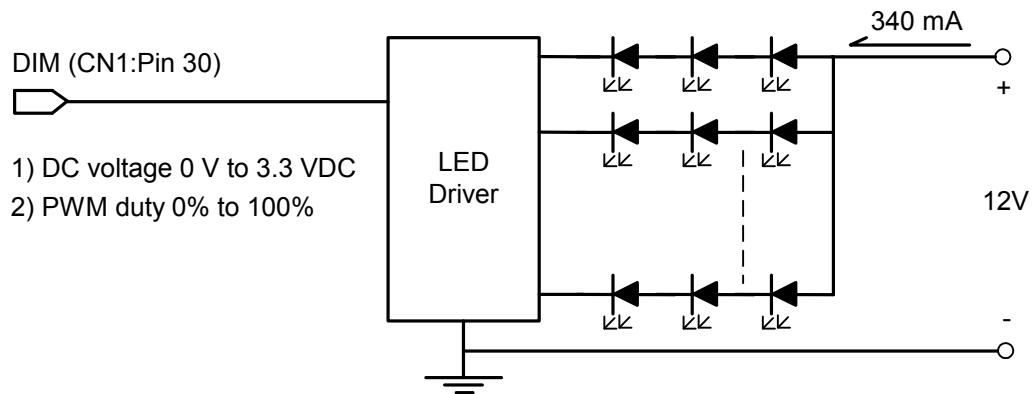 340 mA
DIM (CN1:Pin 30)
+
1) DC voltage 0 V to 3.3 VDC
2) PWM duty 0% to 100%
LED
Driver
12V
-